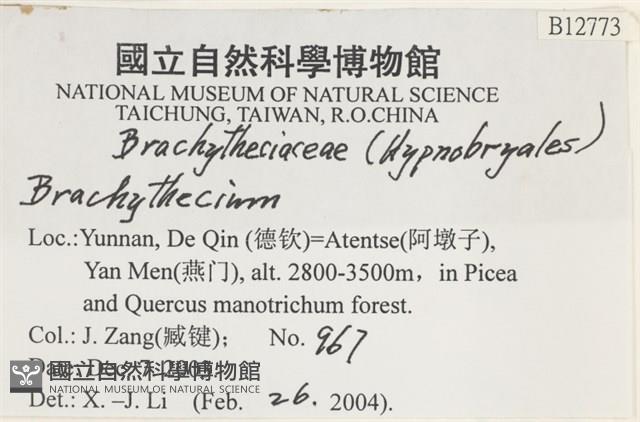 B12773
國立自然科學博物館
NATIONAL MUSEUM OF NATURAL SCIENCE
TAICHUNG, TAIWAN, R.O.CHINA
Brachytheciaceae (Hypnobryales)
Brachythecium
Loc.:Yunnan, De Qin (德钦)=Atentse(阿墩子),
Yan Men(燕门), alt. 2800-3500m, in Picea
and Quercus manotrichum forest.
Col.: J. Zang(臧键); No. 967
國立自然科學博物館
NATIONAL MUSEUM OF NATURAL SCIENCE
Det.: X. –J. Li (Feb. 26. 2004).